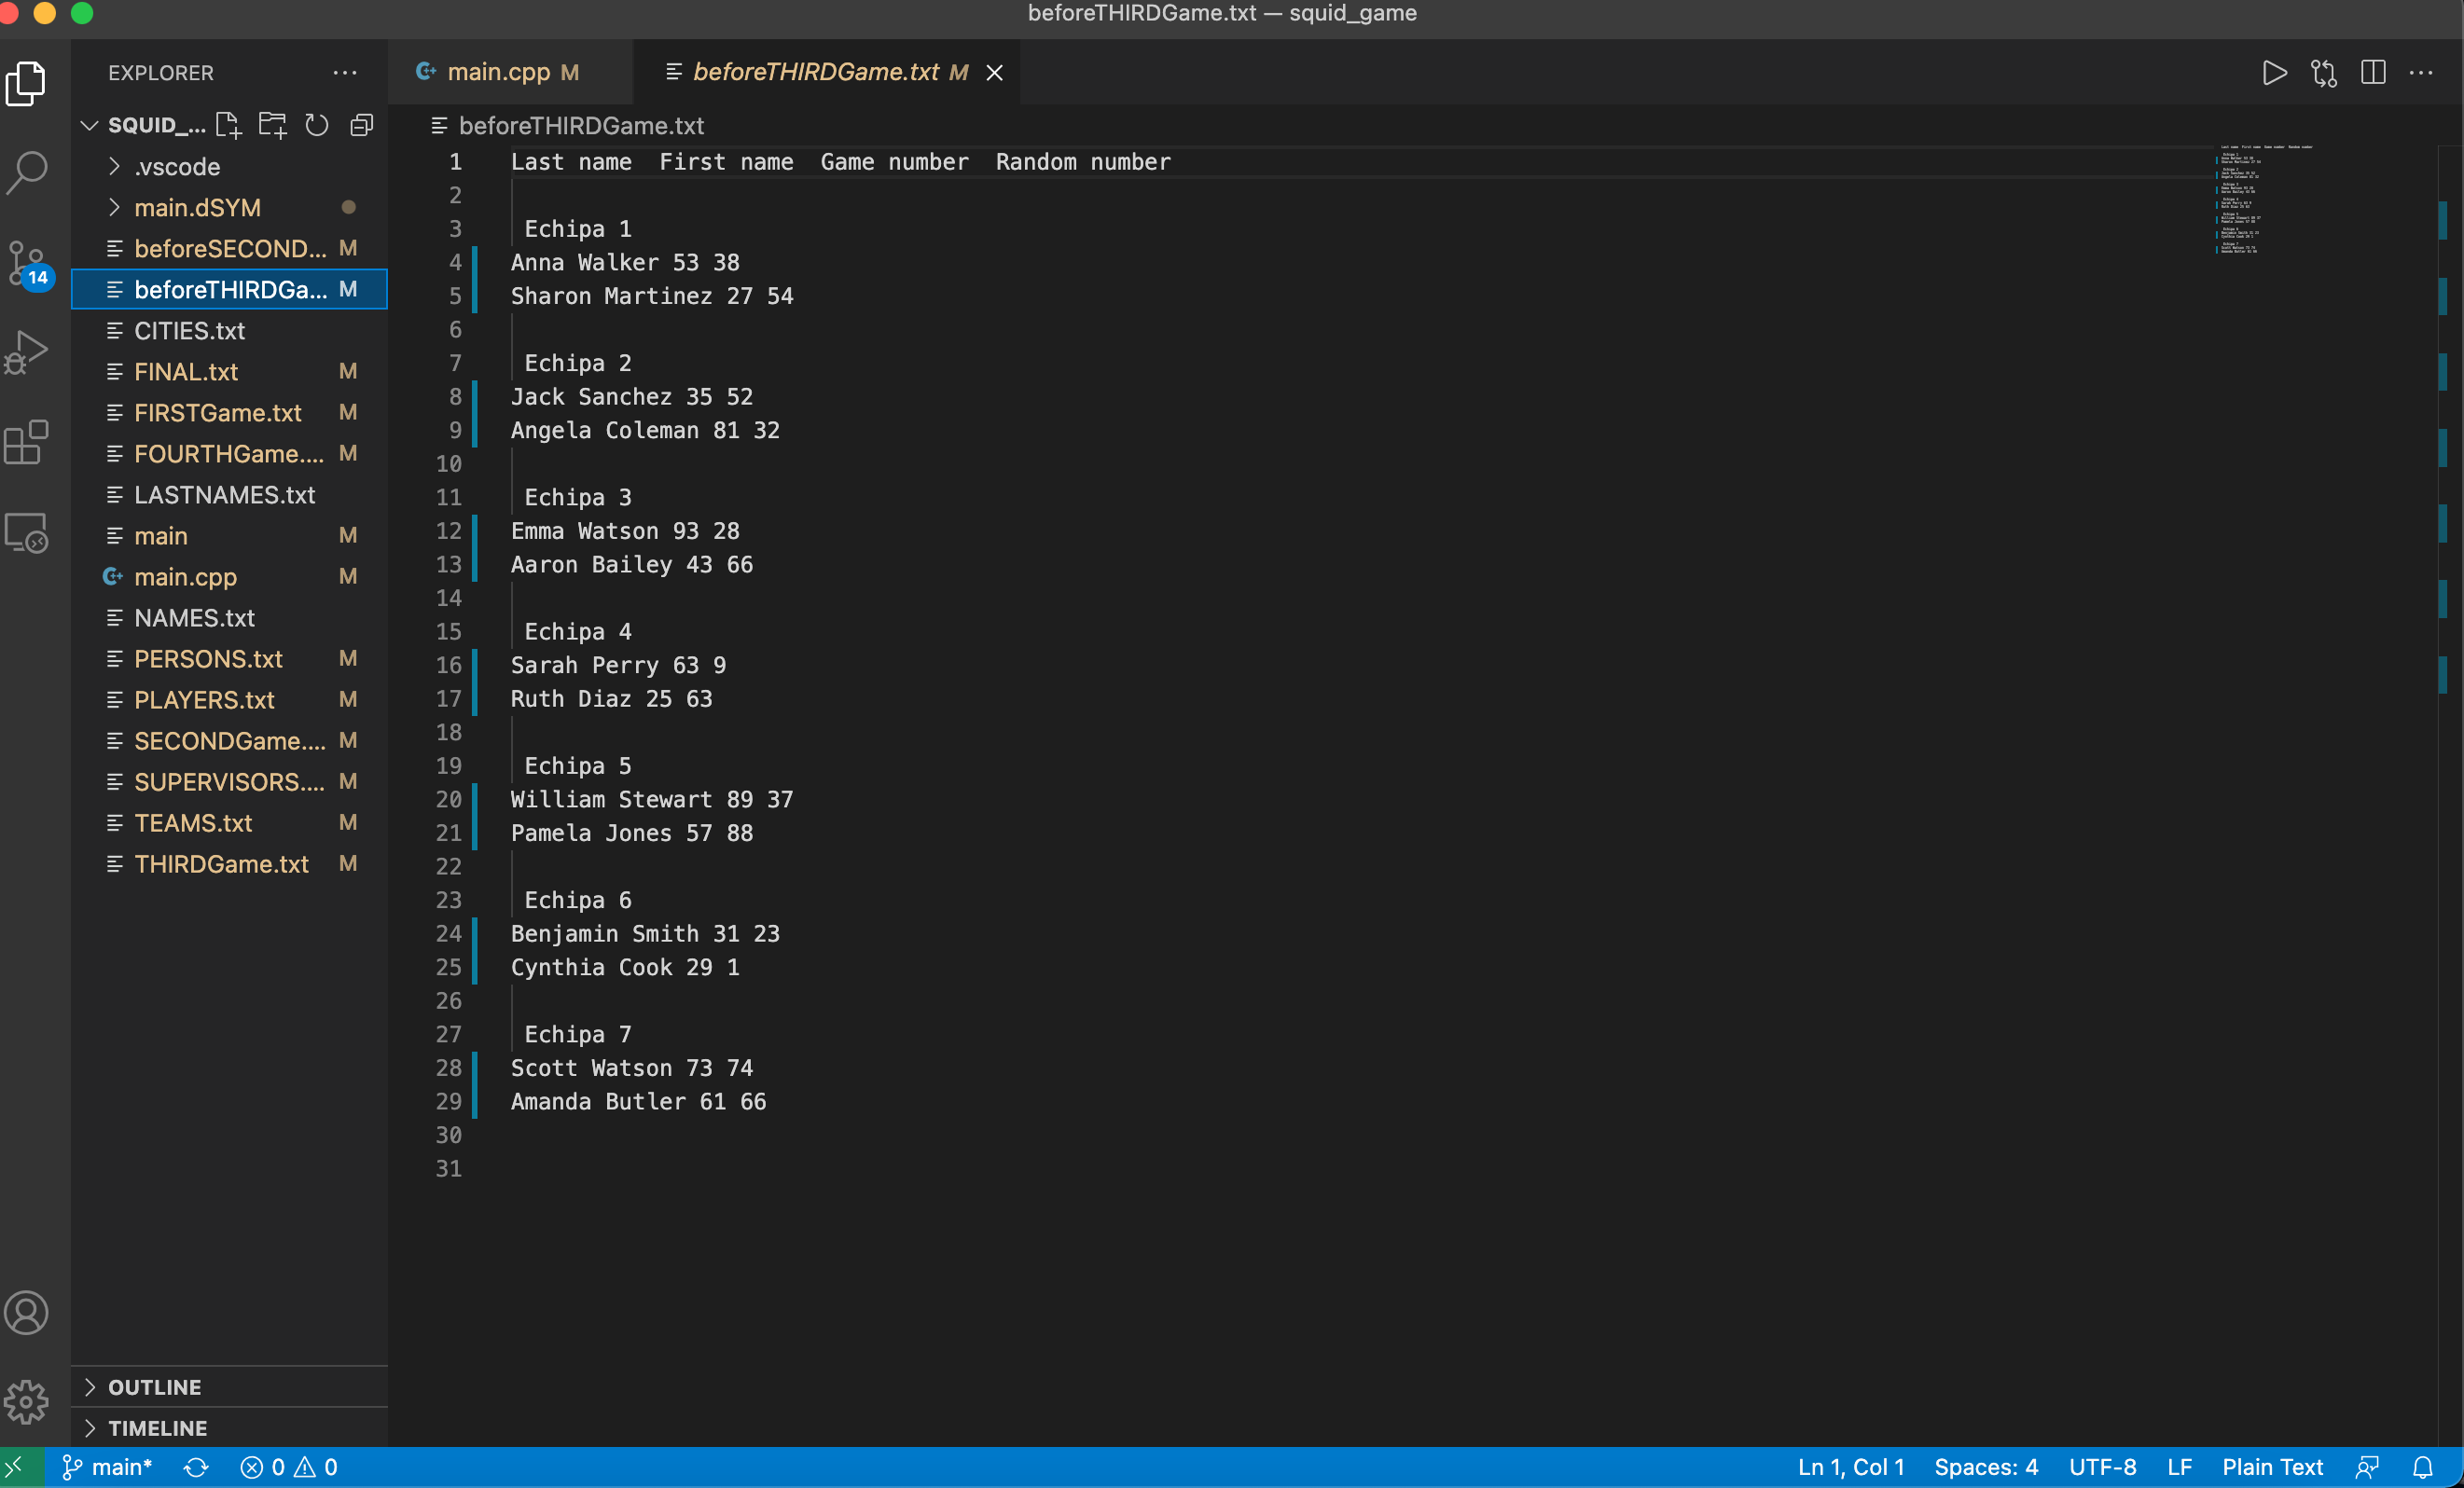 beforeTHIRDGame.txt — squid_game
EXPLORER
main.cpp M
beforeTHIRDGame.txt M
SQUID_...
beforeTHIRDGame.txt
.vscode
main.dSYM
beforeSECOND... M
beforeTHIRDGa... M
CITIES.txt
FINAL.txt M
FIRSTGame.txt M
FOURTHGame.... M
LASTNAMES.txt
main M
main.cpp M
NAMES.txt
PERSONS.txt M
PLAYERS.txt M
SECONDGame.... M
SUPERVISORS.... M
TEAMS.txt M
THIRDGame.txt M
14
OUTLINE
TIMELINE
1 Last name  First name  Game number  Random number
2
3 Echipa 1
4 Anna Walker 53 38
5 Sharon Martinez 27 54
6
7 Echipa 2
8 Jack Sanchez 35 52
9 Angela Coleman 81 32
10
11 Echipa 3
12 Emma Watson 93 28
13 Aaron Bailey 43 66
14
15 Echipa 4
16 Sarah Perry 63 9
17 Ruth Diaz 25 63
18
19 Echipa 5
20 William Stewart 89 37
21 Pamela Jones 57 88
22
23 Echipa 6
24 Benjamin Smith 31 23
25 Cynthia Cook 29 1
26
27 Echipa 7
28 Scott Watson 73 74
29 Amanda Butler 61 66
30
31
main* 0 0 Ln 1, Col 1 Spaces: 4 UTF-8 LF Plain Text